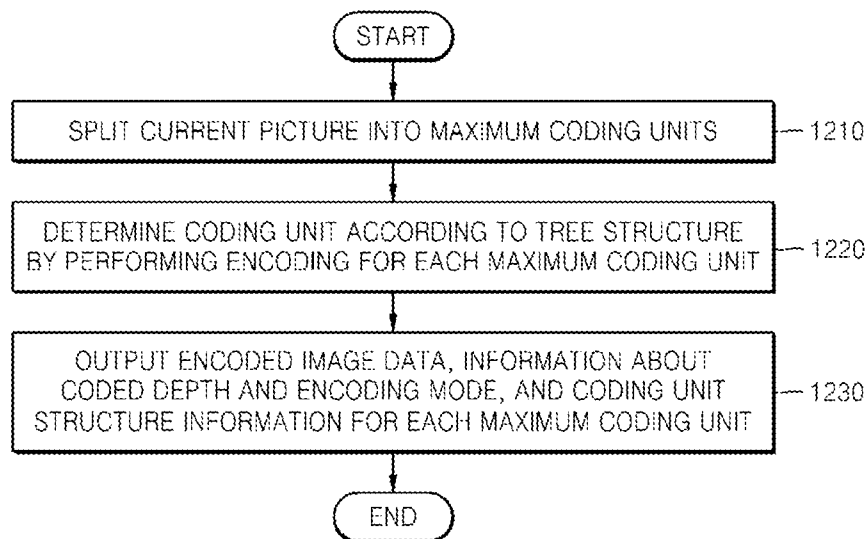 START
SPLIT CURRENT PICTURE INTO MAXIMUM CODING UNITS
1210
DETERMINE CODING UNIT ACCORDING TO TREE STRUCTURE
BY PERFORMING ENCODING FOR EACH MAXIMUM CODING UNIT
1220
OUTPUT ENCODED IMAGE DATA, INFORMATION ABOUT
CODED DEPTH AND ENCODING MODE, AND CODING UNIT
STRUCTURE INFORMATION FOR EACH MAXIMUM CODING UNIT
1230
END